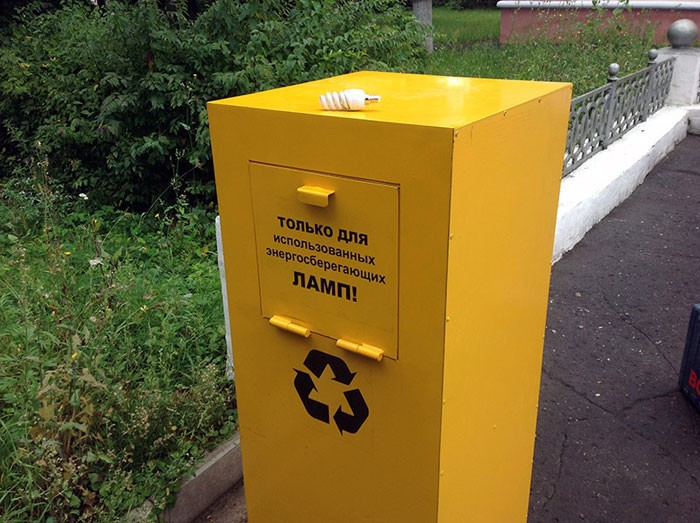 ТОЛЬКО ДЛЯ
использованных
энергосберегающих
ЛАМП!